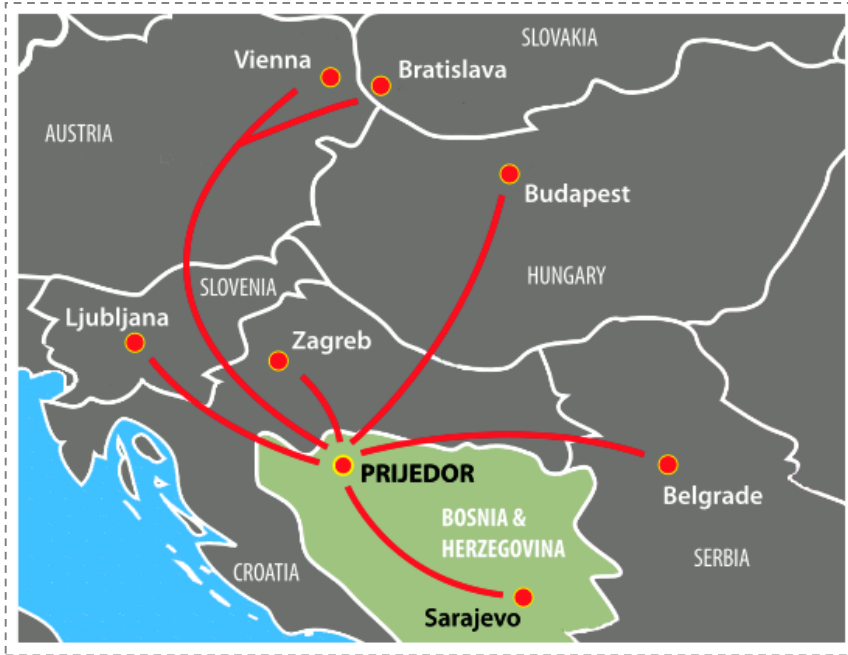 SLOVAKIA
Vienna
Bratislava
AUSTRIA
Budapest
HUNGARY
SLOVENIA
Ljubljana
Zagreb
PRIJEDOR
Belgrade
BOSNIA &
HERZEGOVINA
SERBIA
CROATIA
Sarajevo